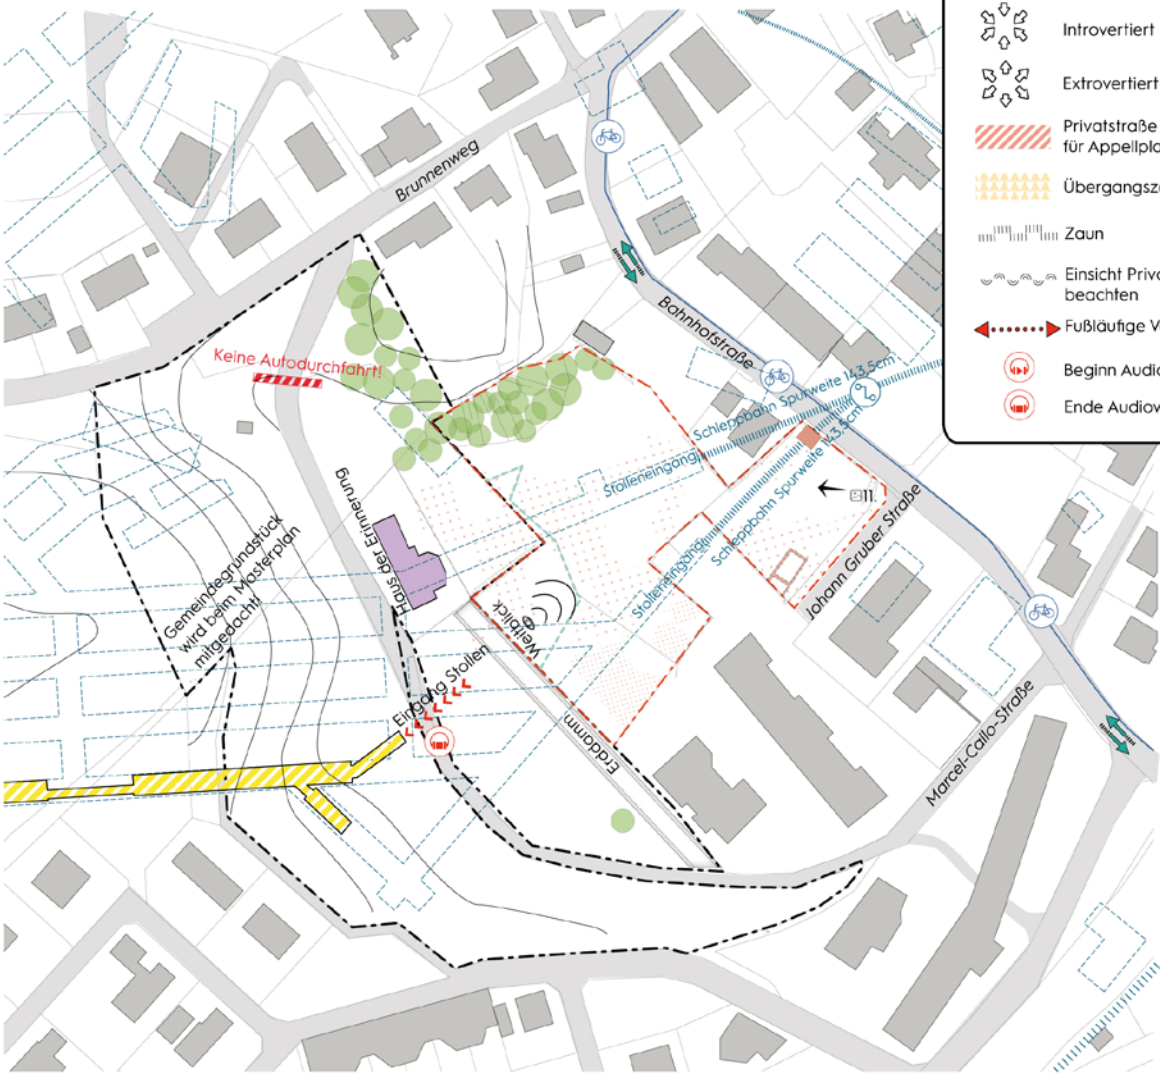 Introvertiert
Extrovertiert
Privatstraße
für Appellpla
Übergangsz
Zaun
Einsicht Priva
beachten
Fußläufige V
Beginn Audio
Ende Audiow
Brunnenweg
Bahnhofstraße
Keine Autodurchfahrt!
Schleppbahn Spurweite 143,5cm
Stolleneingang
Schleppbahn Spurweite 143,5cm
Stolleneingang
11.
Johann Gruber Straße
Haus der Erinnerung
Gemeindegrundstück
wird beim Masterplan
mitgedacht!
Weitblick
Eingang Stollen
Erddamm
Marcel-Callo-Straße